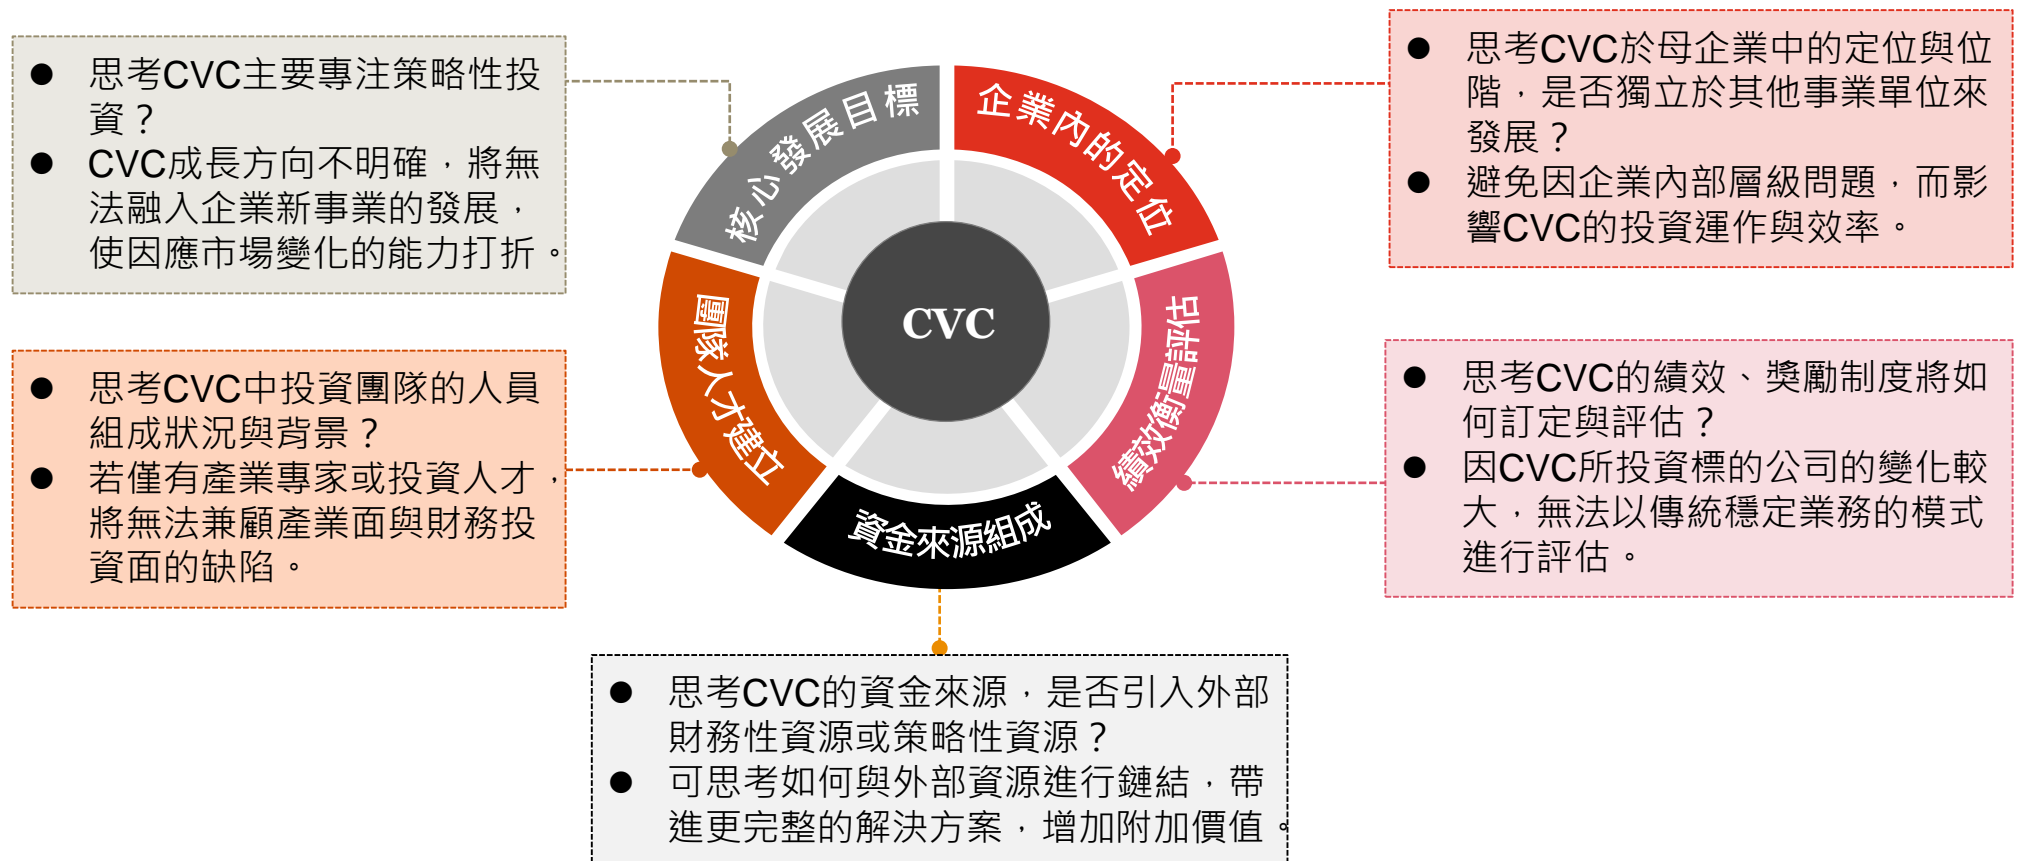 思考CVC主要專注策略性投
資？
CVC成長方向不明確，將無
法融入企業新事業的發展，
使因應市場變化的能力打折。
核心發展目標
企業內的定位
思考CVC於母企業中的定位與位
階，是否獨立於其他事業單位來
發展？
避免因企業內部層級問題，而影
響CVC的投資運作與效率。
CVC
思考CVC中投資團隊的人員
組成狀況與背景？
若僅有產業專家或投資人才，
將無法兼顧產業面與財務投
資面的缺陷。
團隊人才建立
績效衡量評估
思考CVC的績效、獎勵制度將如
何訂定與評估？
因CVC所投資標的公司的變化較
大，無法以傳統穩定業務的模式
進行評估。
資金來源組成
思考CVC的資金來源，是否引入外部
財務性資源或策略性資源？
可思考如何與外部資源進行鏈結，帶
進更完整的解決方案，增加附加價值。